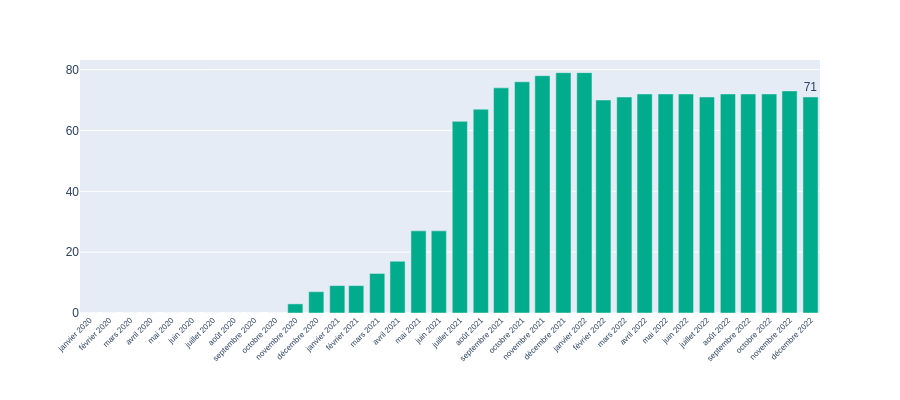 80
60
40
20
0
71
janvier 2020
février 2020
mars 2020
avril 2020
mai 2020
juin 2020
juillet 2020
août 2020
septembre 2020
octobre 2020
novembre 2020
décembre 2020
janvier 2021
février 2021
mars 2021
avril 2021
mai 2021
juin 2021
juillet 2021
août 2021
septembre 2021
octobre 2021
novembre 2021
décembre 2021
janvier 2022
février 2022
mars 2022
avril 2022
mai 2022
juin 2022
juillet 2022
août 2022
septembre 2022
octobre 2022
novembre 2022
décembre 2022